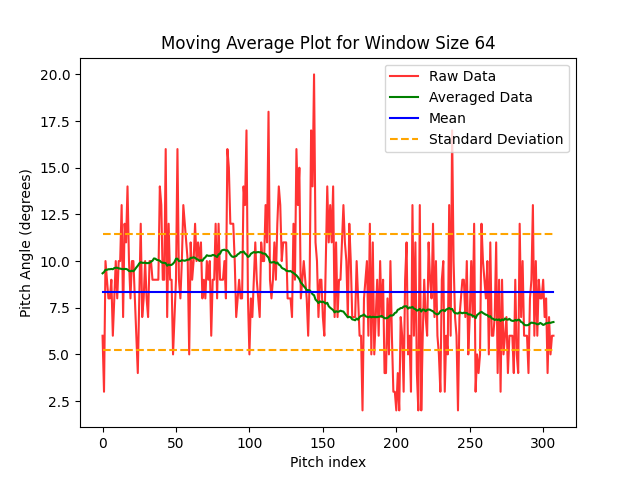 Moving Average Plot for Window Size 64
Raw Data
Averaged Data
Mean
Standard Deviation
20.0
17.5
15.0
12.5
10.0
7.5
5.0
2.5
Pitch Angle (degrees)
0 50 100 150 200 250 300
Pitch index